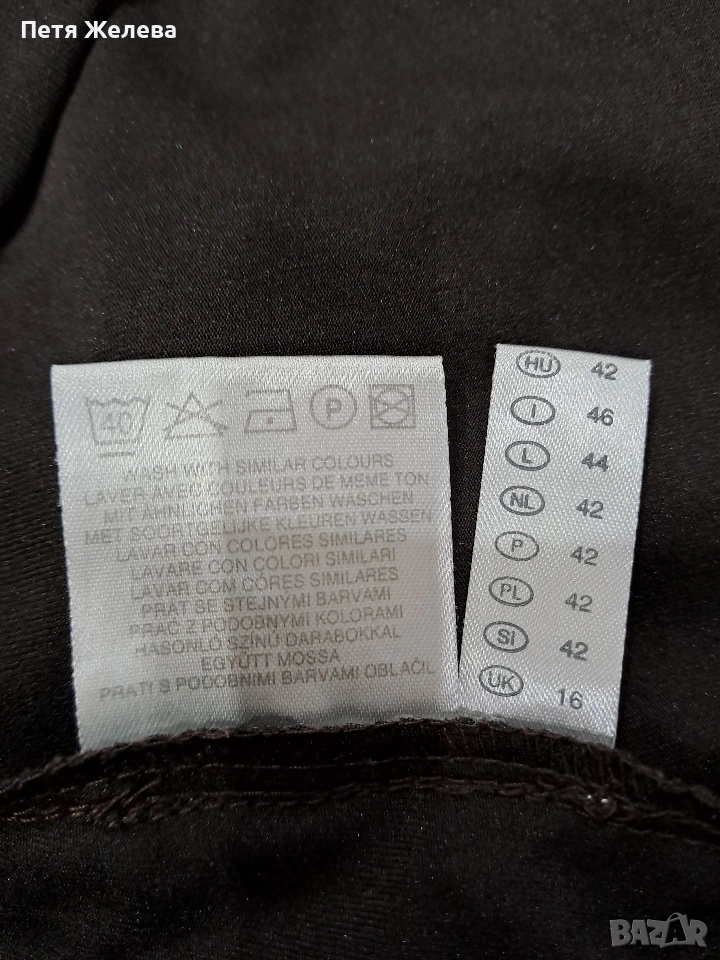 Петя Желева
40
P
WASH WITH SIMILAR COLOURS
LAVER AVEC COULEURS DE MEME TON
MIT ÄHNLICHEN FARBEN WASCHEN
MET SOORTGELIJKE KLEUREN WASSEN
LAVAR CON COLORES SIMILARES
LAVARE CON COLORI SIMILARI
LAVAR COM CÔRES SIMILARES
PRAT SE STEJNYMI BARVAMI
PRAĆ Z PODOBNYMI KOLORAMI
HASONLÓ SZÍNŰ DARABOKKAL
EGYÜTT MOSSA
PRATI S PODOBNIMI BARVAMI OBLAČIL
HU 42
I 46
L 44
NL 42
P 42
PL 42
SI 42
UK 16
BAZAR